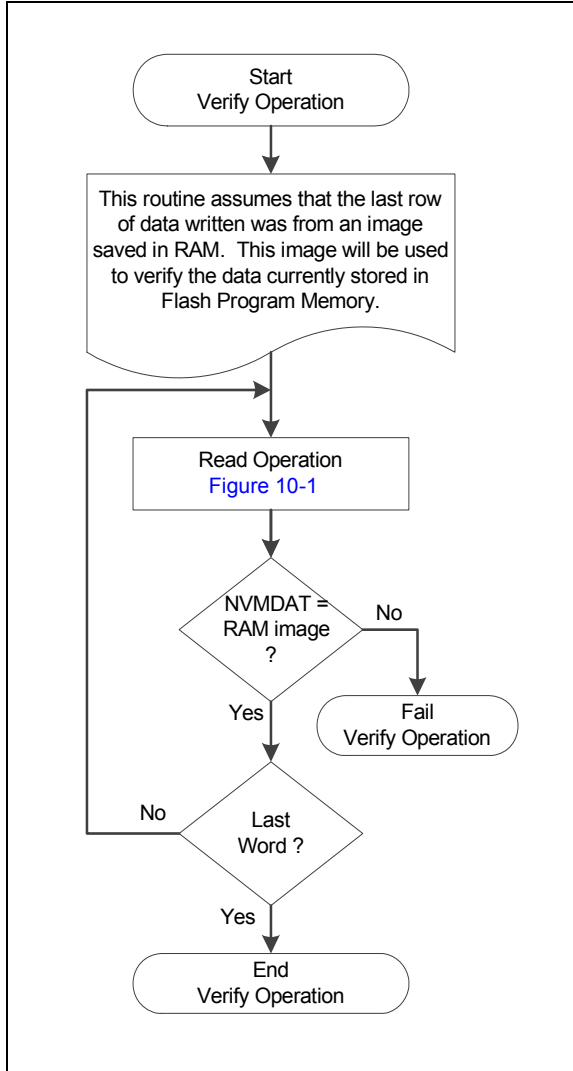 Start
Verify Operation
This routine assumes that the last row
of data written was from an image
saved in RAM. This image will be used
to verify the data currently stored in
Flash Program Memory.
Read Operation
Figure 10-1
NVMDAT =
RAM image
?
No
Yes
Fail
Verify Operation
No
Last
Word ?
Yes
End
Verify Operation